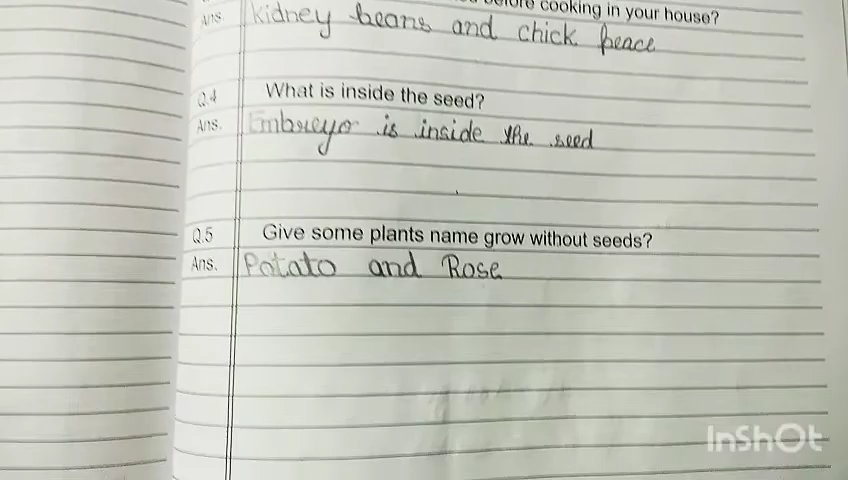 before cooking in your house?
Ans. kidney beans and chick peace
Q.4 What is inside the seed?
Ans. Embreyo is inside the seed
Q.5 Give some plants name grow without seeds?
Ans. Potato and Rose
InShOt